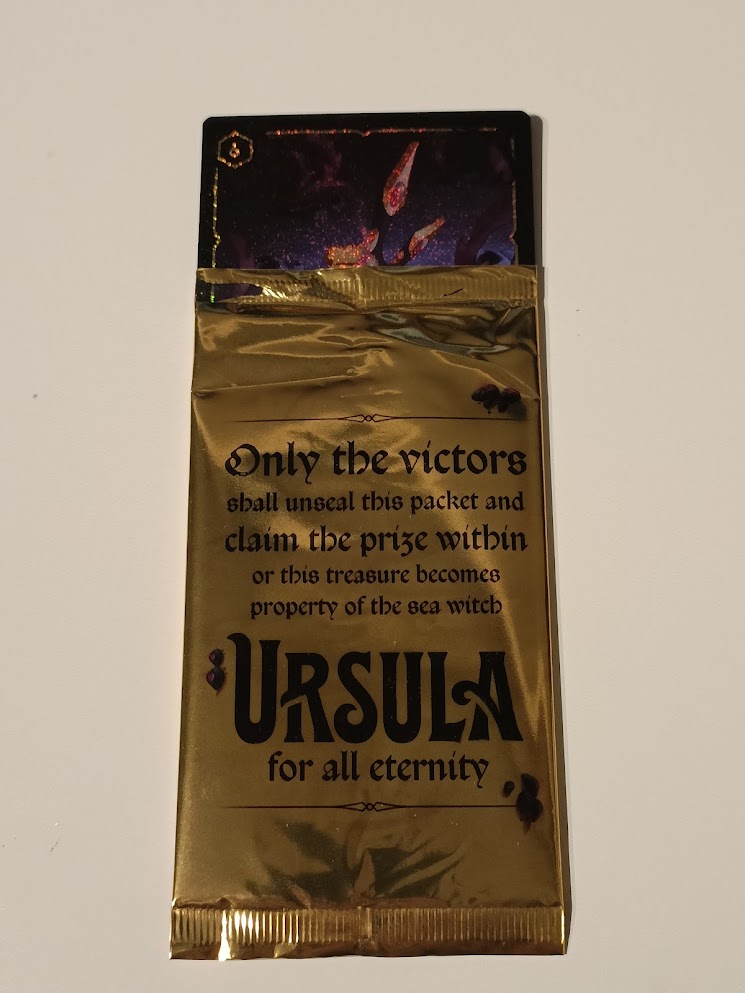 Only the victors
shall unseal this packet and
claim the prize within
or this treasure becomes
property of the sea witch
URSULA
for all eternity